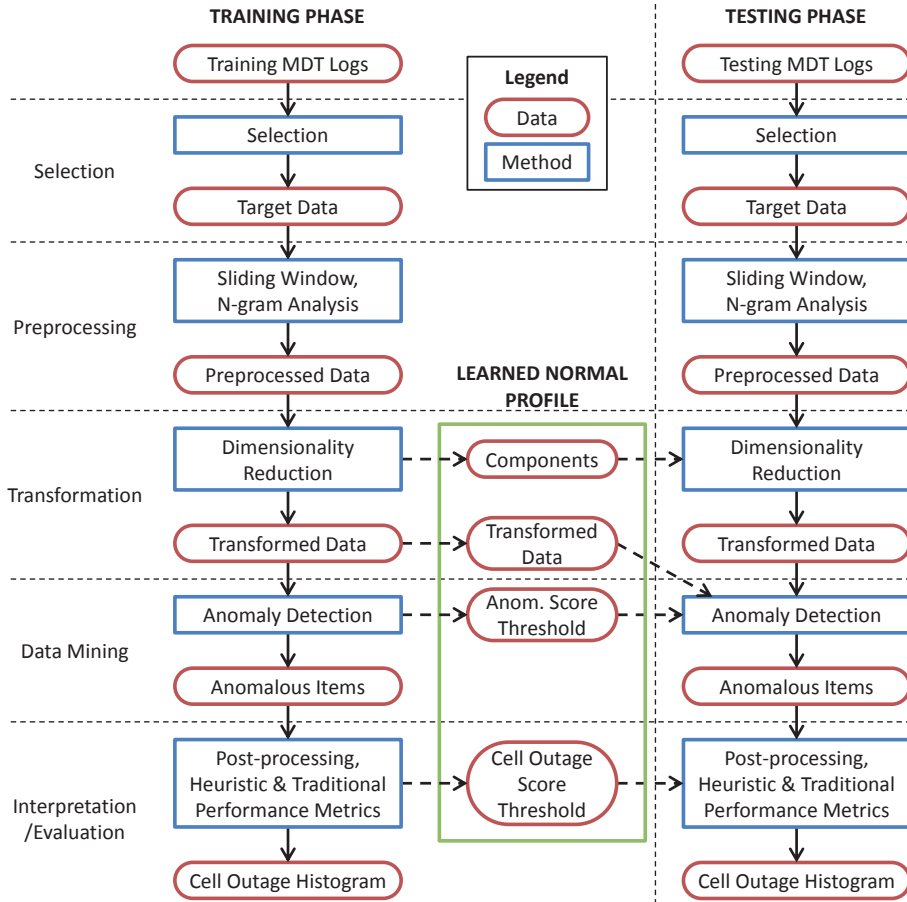 TRAINING PHASE
TESTING PHASE
Training MDT Logs
Legend
Data
Method
Testing MDT Logs
Selection
Selection
Target Data
Selection
Target Data
Preprocessing
Sliding Window,
N-gram Analysis
Preprocessed Data
Sliding Window,
N-gram Analysis
Preprocessed Data
LEARNED NORMAL
PROFILE
Transformation
Dimensionality
Reduction
Components
Dimensionality
Reduction
Transformed Data
Transformed
Data
Transformed Data
Data Mining
Anomaly Detection
Anom. Score
Threshold
Anomaly Detection
Anomalous Items
Anomalous Items
Interpretation
/Evaluation
Post-processing,
Heuristic & Traditional
Performance Metrics
Cell Outage
Score
Threshold
Post-processing,
Heuristic & Traditional
Performance Metrics
Cell Outage Histogram
Cell Outage Histogram